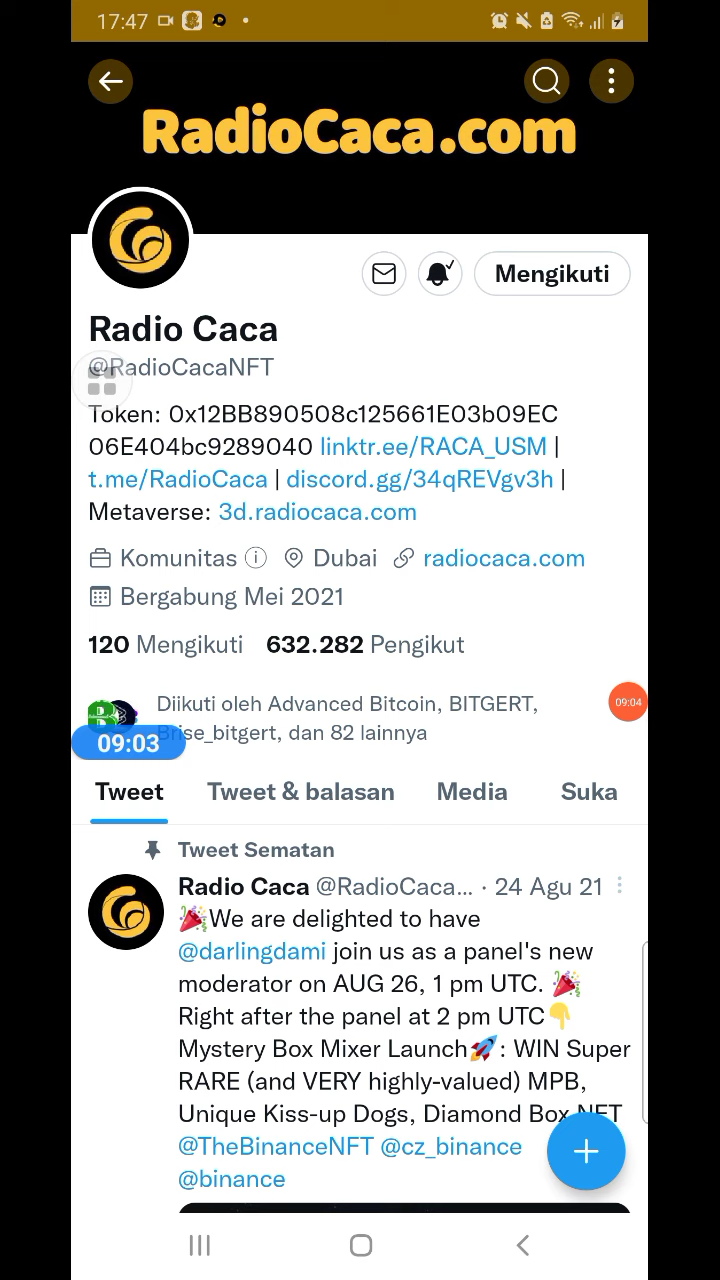 17:47
RadioCaca.com
Mengikuti
Radio Caca
@RadioCacaNFT
Token: 0x12BB890508c125661E03b09EC
06E404bc9289040 linktr.ee/RACA_USM |
t.me/RadioCaca | discord.gg/34qREVgv3h |
Metaverse: 3d.radiocaca.com
Komunitas Dubai radiocaca.com
Bergabung Mei 2021
120 Mengikuti 632.282 Pengikut
Diikuti oleh Advanced Bitcoin, BITGERT,
09:04
Brise_bitgert, dan 82 lainnya
09:03
Tweet Tweet & balasan Media Suka
Tweet Sematan
Radio Caca @RadioCaca... · 24 Agu 21
🎉We are delighted to have
@darlingdami join us as a panel's new
moderator on AUG 26, 1 pm UTC. 🎉
Right after the panel at 2 pm UTC👇
Mystery Box Mixer Launch🚀: WIN Super
RARE (and VERY highly-valued) MPB,
Unique Kiss-up Dogs, Diamond Box NFT
@TheBinanceNFT @cz_binance
@binance